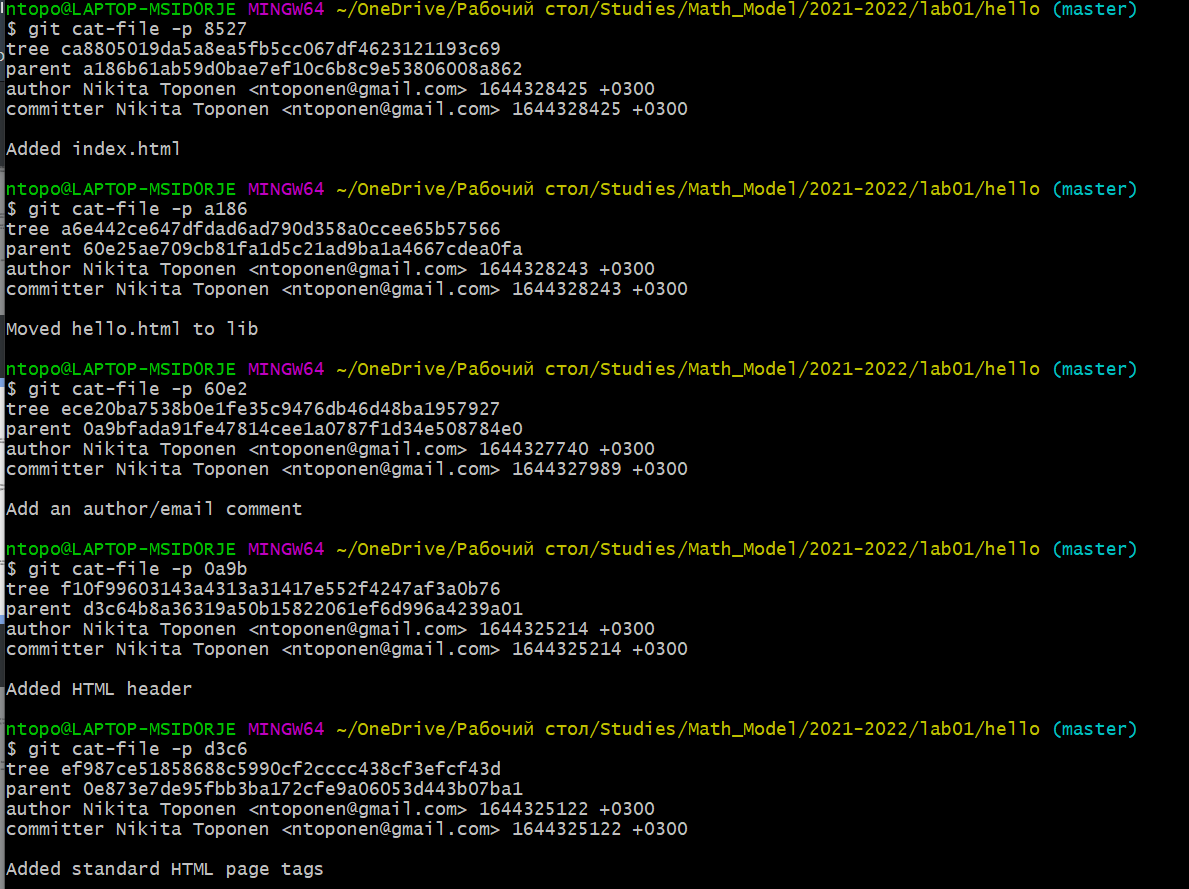 ntopo@LAPTOP-MSIDORJE MINGW64 ~/OneDrive/Рабочий стол/Studies/Math_Model/2021-2022/lab01/hello (master)
$ git cat-file -p 8527
tree ca8805019da5a8ea5fb5cc067df4623121193c69
parent a186b61ab59d0bae7ef10c6b8c9e53806008a862
author Nikita Toponen <ntoponen@gmail.com> 1644328425 +0300
committer Nikita Toponen <ntoponen@gmail.com> 1644328425 +0300

Added index.html

ntopo@LAPTOP-MSIDORJE MINGW64 ~/OneDrive/Рабочий стол/Studies/Math_Model/2021-2022/lab01/hello (master)
$ git cat-file -p a186
tree a6e442ce647dfdad6ad790d358a0ccee65b57566
parent 60e25ae709cb81fa1d5c21ad9ba1a4667cdea0fa
author Nikita Toponen <ntoponen@gmail.com> 1644328243 +0300
committer Nikita Toponen <ntoponen@gmail.com> 1644328243 +0300

Moved hello.html to lib

ntopo@LAPTOP-MSIDORJE MINGW64 ~/OneDrive/Рабочий стол/Studies/Math_Model/2021-2022/lab01/hello (master)
$ git cat-file -p 60e2
tree ece20ba7538b0e1fe35c9476db46d48ba1957927
parent 0a9bfada91fe47814cee1a0787f1d34e508784e0
author Nikita Toponen <ntoponen@gmail.com> 1644327740 +0300
committer Nikita Toponen <ntoponen@gmail.com> 1644327989 +0300

Add an author/email comment

ntopo@LAPTOP-MSIDORJE MINGW64 ~/OneDrive/Рабочий стол/Studies/Math_Model/2021-2022/lab01/hello (master)
$ git cat-file -p 0a9b
tree f10f99603143a4313a31417e552f4247af3a0b76
parent d3c64b8a36319a50b15822061ef6d996a4239a01
author Nikita Toponen <ntoponen@gmail.com> 1644325214 +0300
committer Nikita Toponen <ntoponen@gmail.com> 1644325214 +0300

Added HTML header

ntopo@LAPTOP-MSIDORJE MINGW64 ~/OneDrive/Рабочий стол/Studies/Math_Model/2021-2022/lab01/hello (master)
$ git cat-file -p d3c6
tree ef987ce51858688c5990cf2cccc438cf3efcf43d
parent 0e873e7de95fbb3ba172cfe9a06053d443b07ba1
author Nikita Toponen <ntoponen@gmail.com> 1644325122 +0300
committer Nikita Toponen <ntoponen@gmail.com> 1644325122 +0300

Added standard HTML page tags